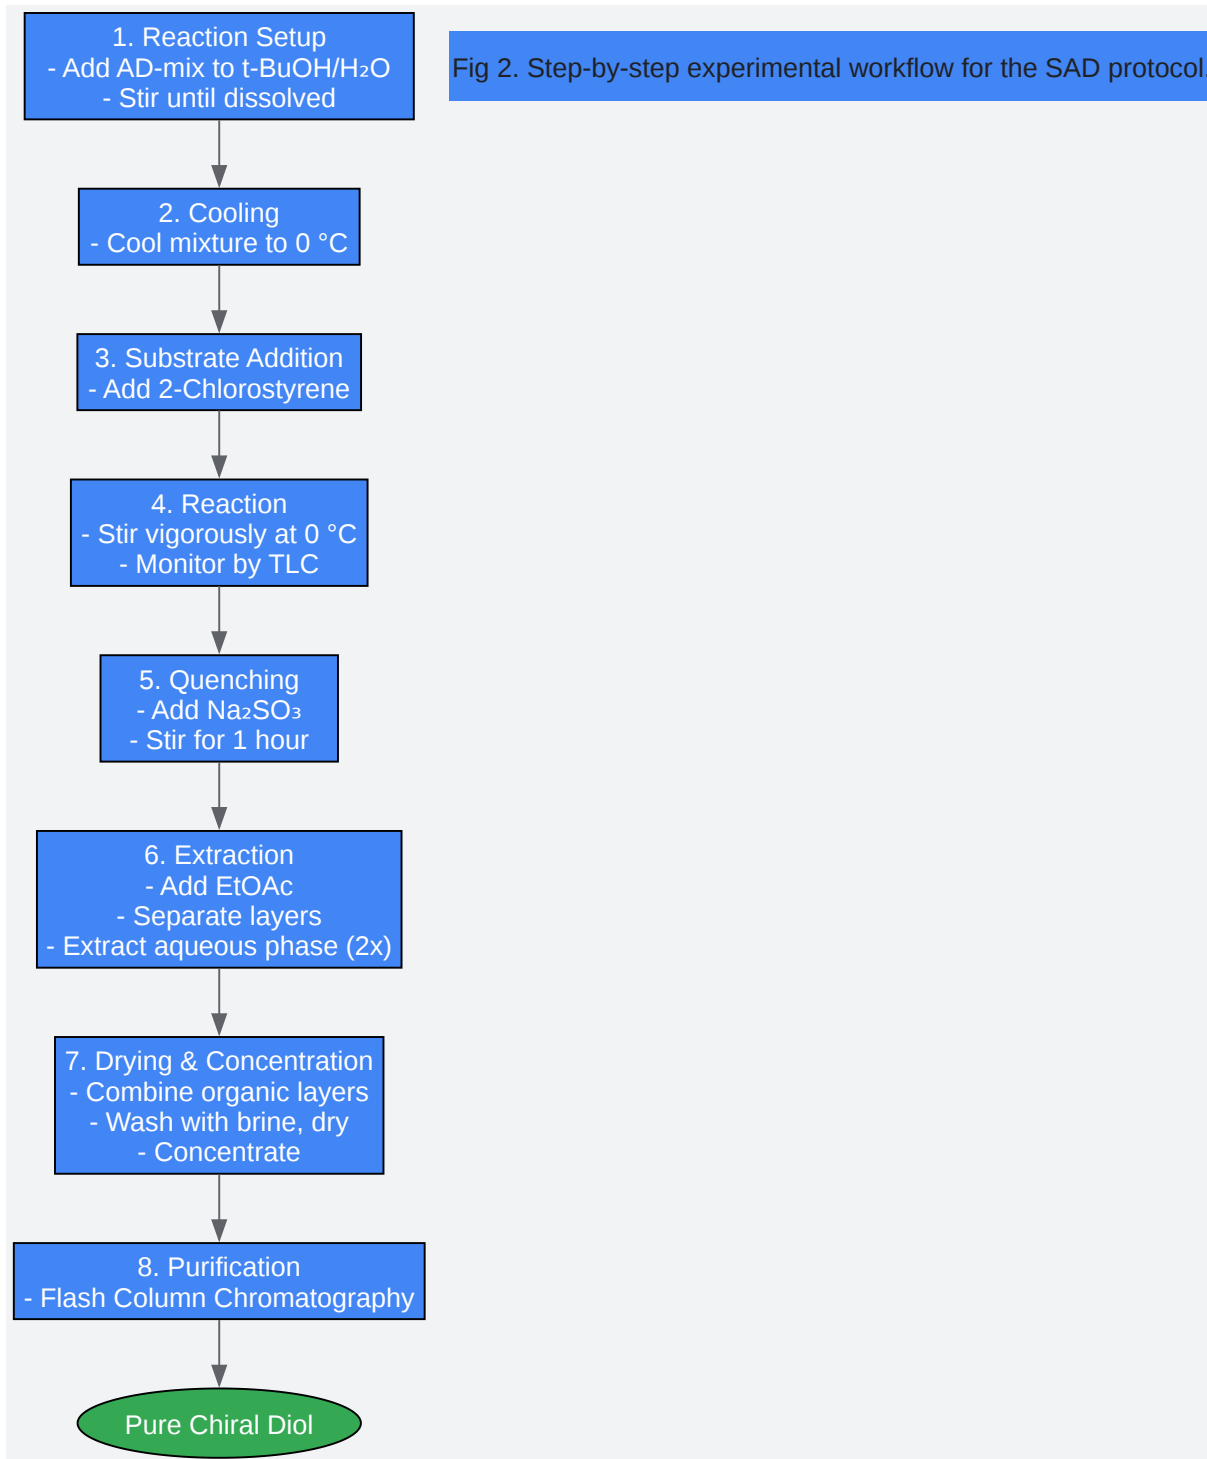 1. Reaction Setup
- Add AD-mix to t-BuOH/H₂O
- Stir until dissolved
Fig 2. Step-by-step experimental workflow for the SAD protocol.
2. Cooling
- Cool mixture to 0 °C
3. Substrate Addition
- Add 2-Chlorostyrene
4. Reaction
- Stir vigorously at 0 °C
- Monitor by TLC
5. Quenching
- Add Na₂SO₃
- Stir for 1 hour
6. Extraction
- Add EtOAc
- Separate layers
- Extract aqueous phase (2x)
7. Drying & Concentration
- Combine organic layers
- Wash with brine, dry
- Concentrate
8. Purification
- Flash Column Chromatography
Pure Chiral Diol